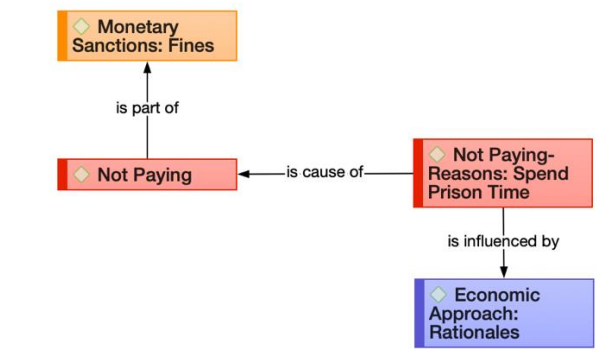 Monetary
Sanctions: Fines
is part of
Not Paying
is cause of
Not Paying-
Reasons: Spend
Prison Time
is influenced by
Economic
Approach:
Rationales